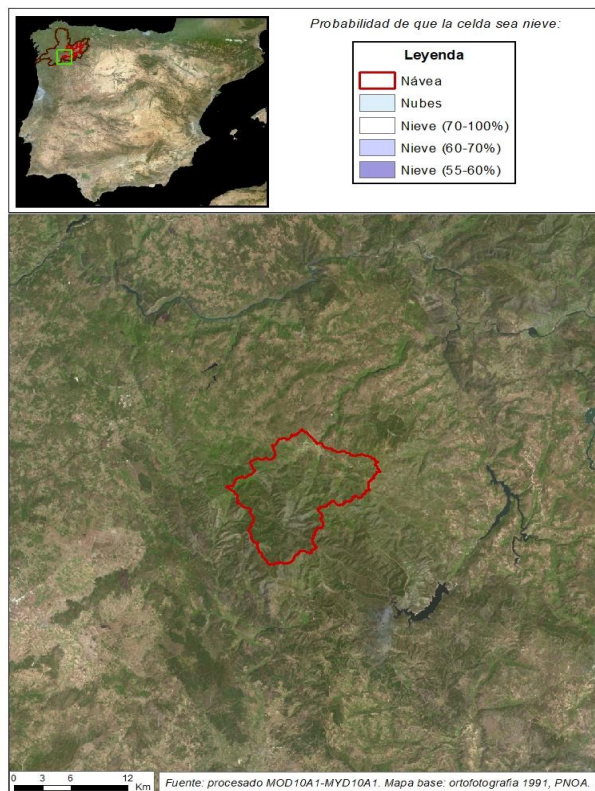 Probabilidad de que la celda sea nieve:
Leyenda
Návea
Nubes
Nieve (70-100%)
Nieve (60-70%)
Nieve (55-60%)
0 3 6 12
Km
Fuente: procesado MOD10A1-MYD10A1. Mapa base: ortofotografia 1991, PNOA.